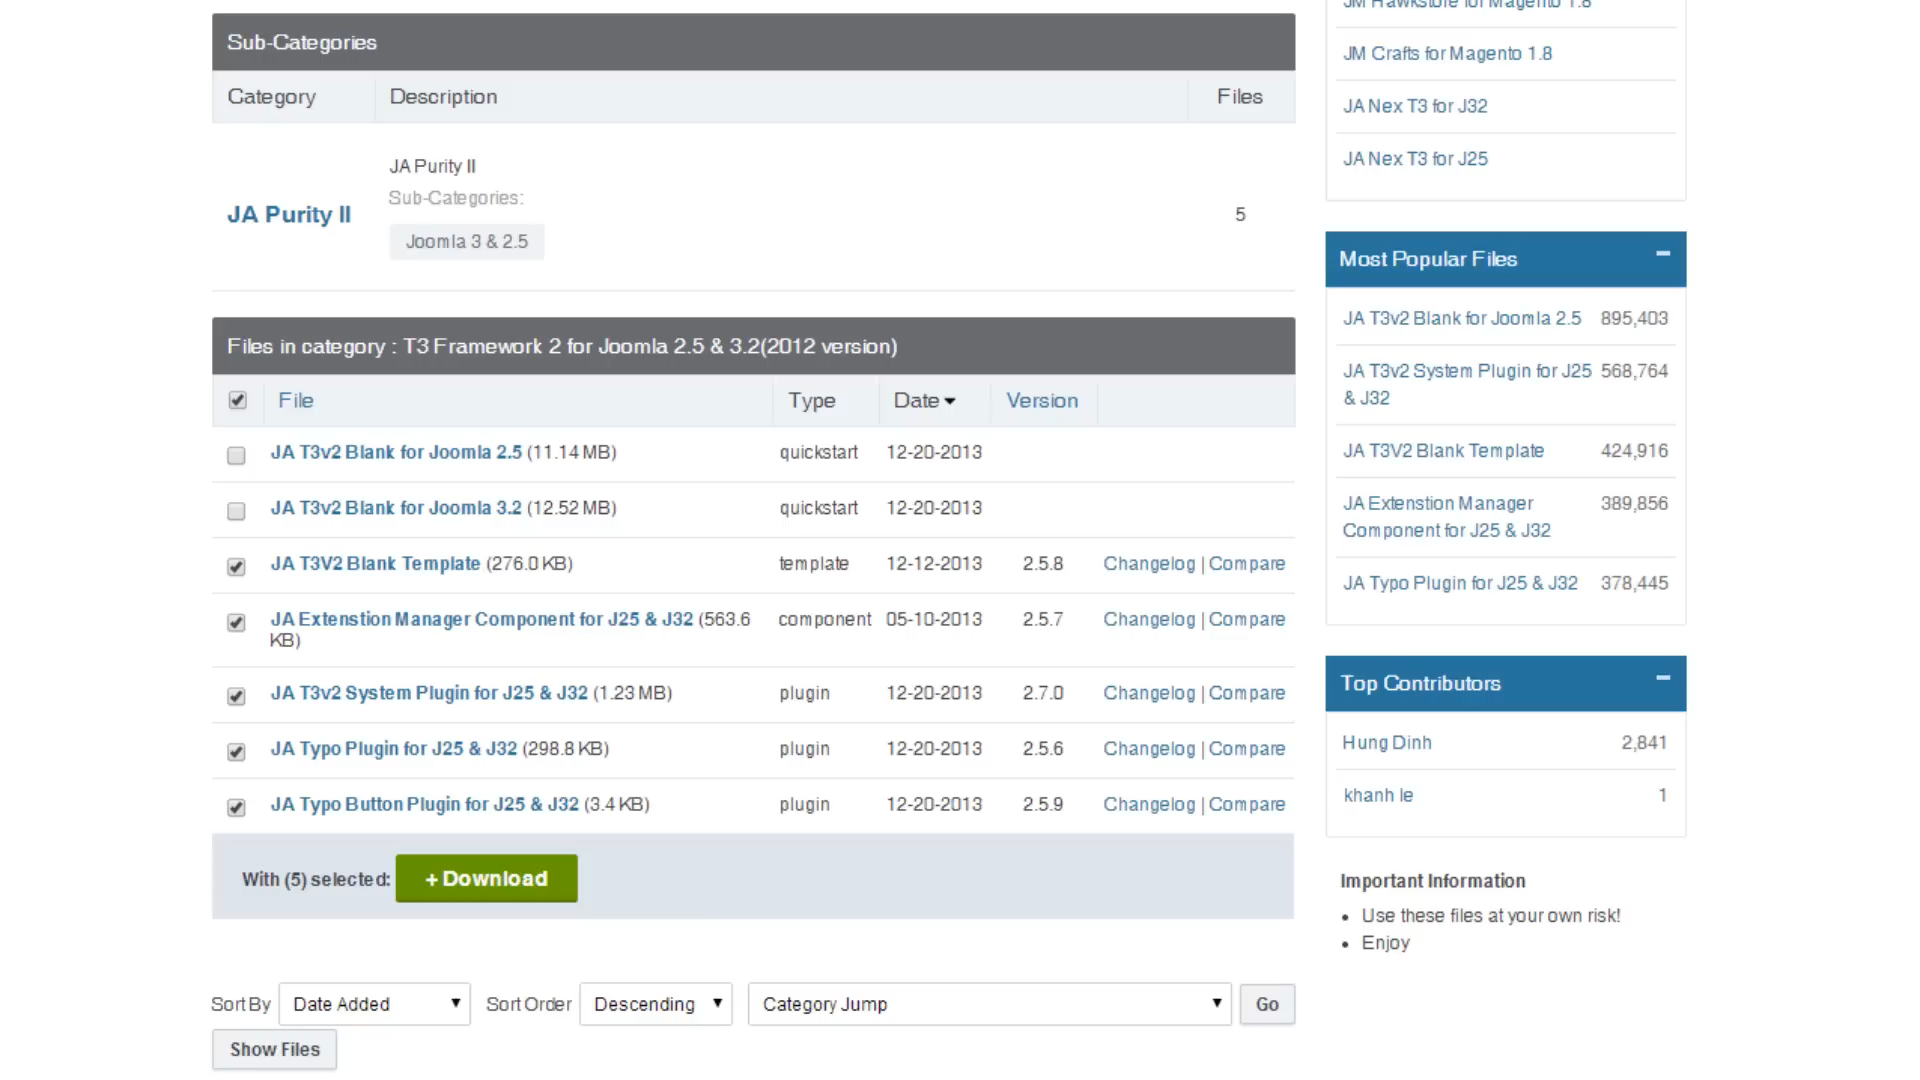 Sub-Categories
Category Description Files
JA Purity II
JA Purity II
Sub-Categories:
Joomla 3 & 2.5
5
Files in category : T3 Framework 2 for Joomla 2.5 & 3.2(2012 version)
File Type Date Version
JA T3v2 Blank for Joomla 2.5 (11.14 MB) quickstart 12-20-2013
JA T3v2 Blank for Joomla 3.2 (12.52 MB) quickstart 12-20-2013
JA T3V2 Blank Template (276.0 KB) template 12-12-2013 2.5.8 Changelog | Compare
JA Extenstion Manager Component for J25 & J32 (563.6 component 05-10-2013 2.5.7 Changelog | Compare
KB)
JA T3v2 System Plugin for J25 & J32 (1.23 MB) plugin 12-20-2013 2.7.0 Changelog | Compare
JA Typo Plugin for J25 & J32 (298.8 KB) plugin 12-20-2013 2.5.6 Changelog | Compare
JA Typo Button Plugin for J25 & J32 (3.4 KB) plugin 12-20-2013 2.5.9 Changelog | Compare
With (5) selected: + Download
Sort By Date Added Sort Order Descending Category Jump Go
Show Files
JM Hawkstore for Magento 1.8
JM Crafts for Magento 1.8
JA Nex T3 for J32
JA Nex T3 for J25
Most Popular Files
JA T3v2 Blank for Joomla 2.5 895,403
JA T3v2 System Plugin for J25 568,764
& J32
JA T3V2 Blank Template 424,916
JA Extenstion Manager 389,856
Component for J25 & J32
JA Typo Plugin for J25 & J32 378,445
Top Contributors
Hung Dinh 2,841
khanh le 1
Important Information
• Use these files at your own risk!
• Enjoy